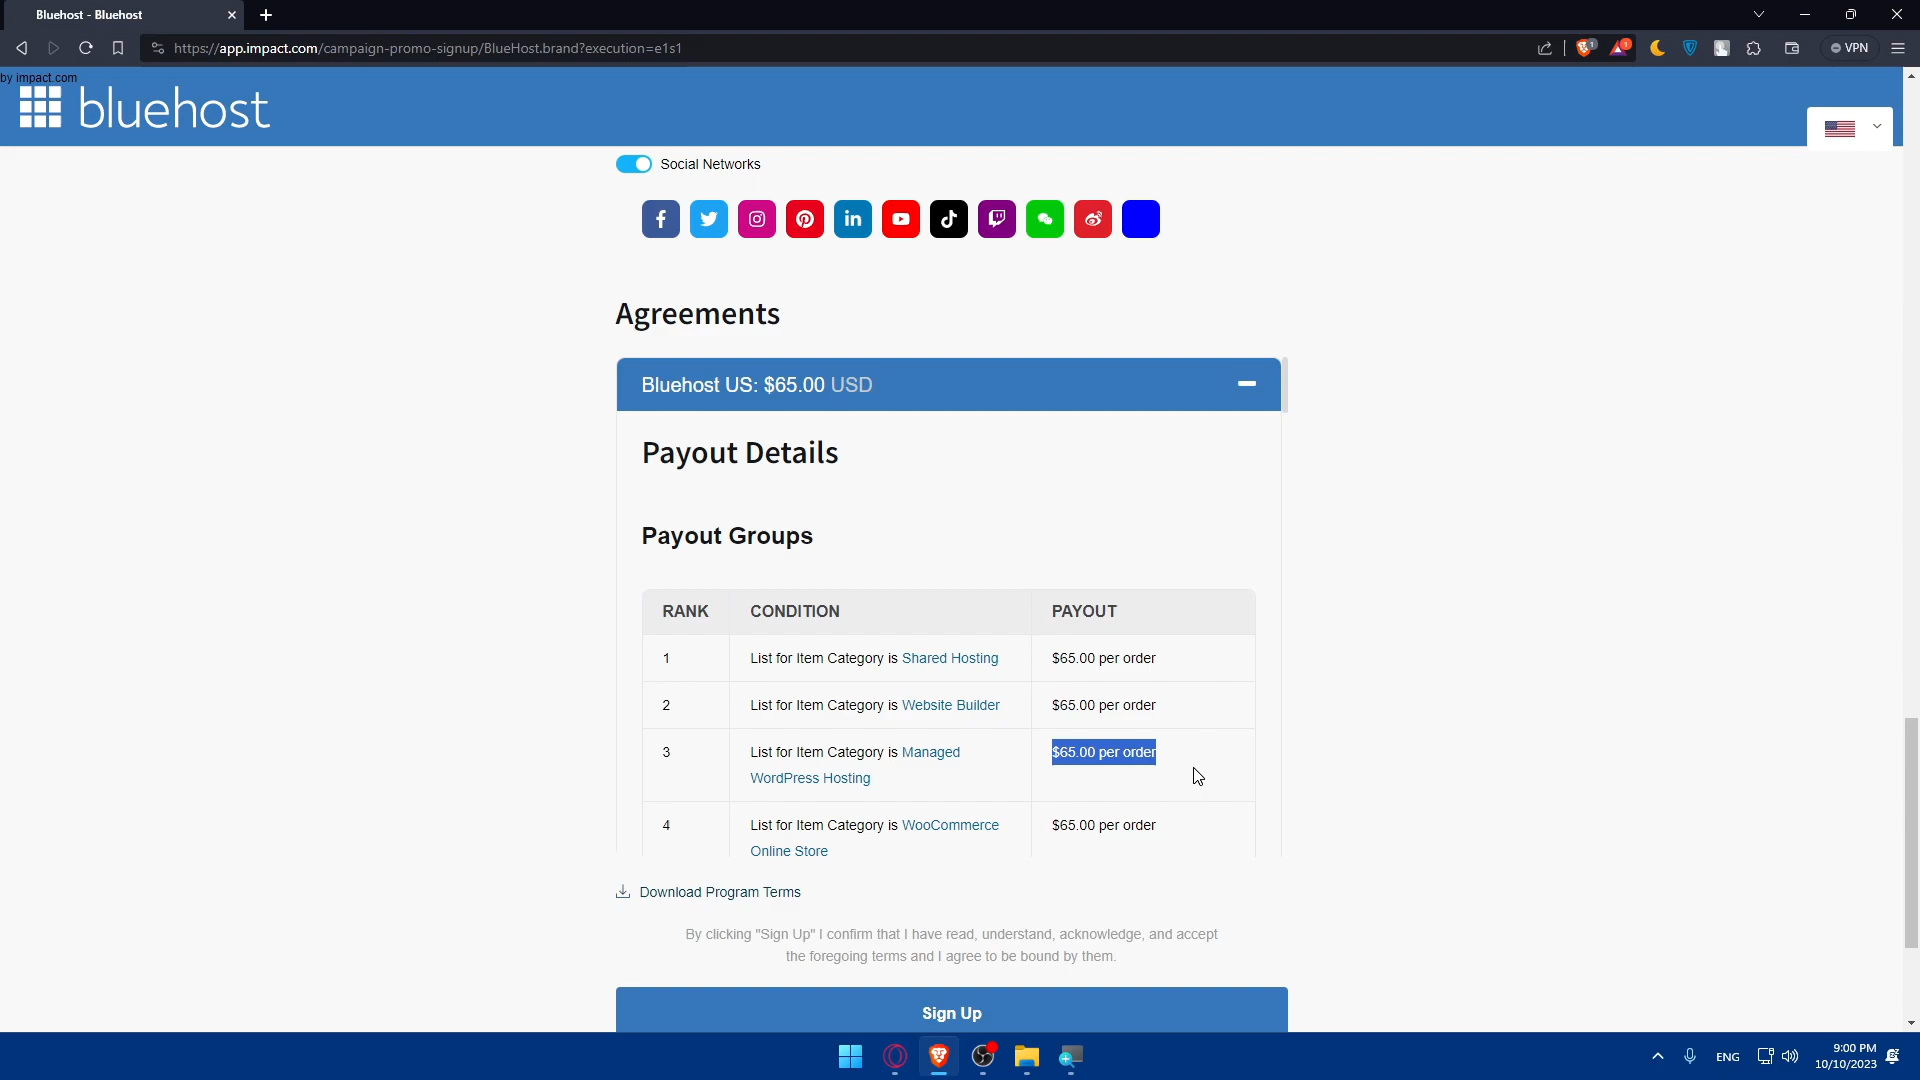 Bluehost - Bluehost
https://app.impact.com/campaign-promo-signup/BlueHost.brand?execution=e1s1
VPN
by impact.com
bluehost
Social Networks
Agreements
Bluehost US: $65.00 USD
Payout Details
Payout Groups
RANK CONDITION PAYOUT
1 List for Item Category is Shared Hosting $65.00 per order
2 List for Item Category is Website Builder $65.00 per order
3 List for Item Category is Managed $65.00 per order
WordPress Hosting
4 List for Item Category is WooCommerce $65.00 per order
Online Store
Download Program Terms
By clicking "Sign Up" I confirm that I have read, understand, acknowledge, and accept
the foregoing terms and I agree to be bound by them.
Sign Up
ENG
9:00 PM
10/10/2023